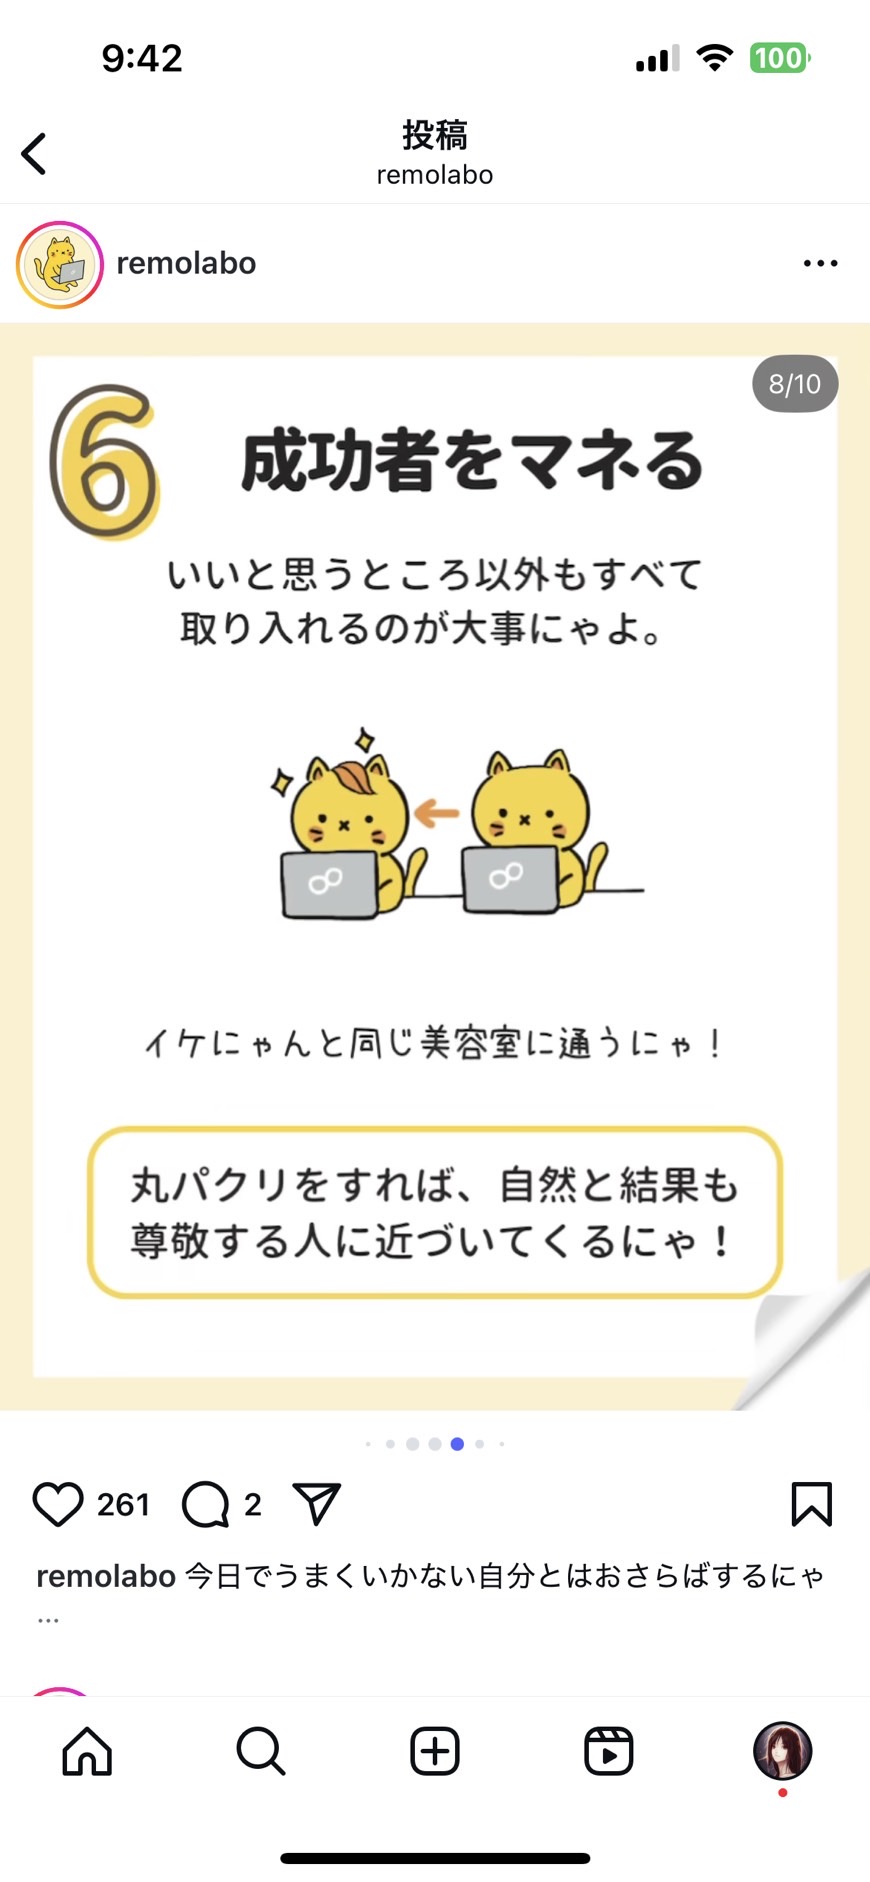 9:42
100
投稿
remolabo
remolabo
8/10
6
成功者をマネる
いいと思うところ以外もすべて
取り入れるのが大事にゃよ。
イケにゃんと同じ美容室に通うにゃ！
丸パクリをすれば、自然と結果も
尊敬する人に近づいてくるにゃ！
261
2
remolabo 今日でうまくいかない自分とはおさらばするにゃ
...